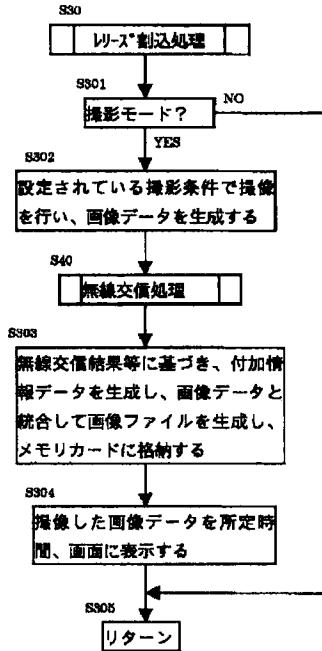 S30
レリーズ割込処理
S301
撮影モード？
NO
YES
S302
設定されている撮影条件で撮像
を行い、画像データを生成する
S40
無線交信処理
S303
無線交信結果等に基づき、付加情
報データを生成し、画像データと
統合して画像ファイルを生成し、
メモリカードに格納する
S304
撮像した画像データを所定時
間、画面に表示する
S305
リターン